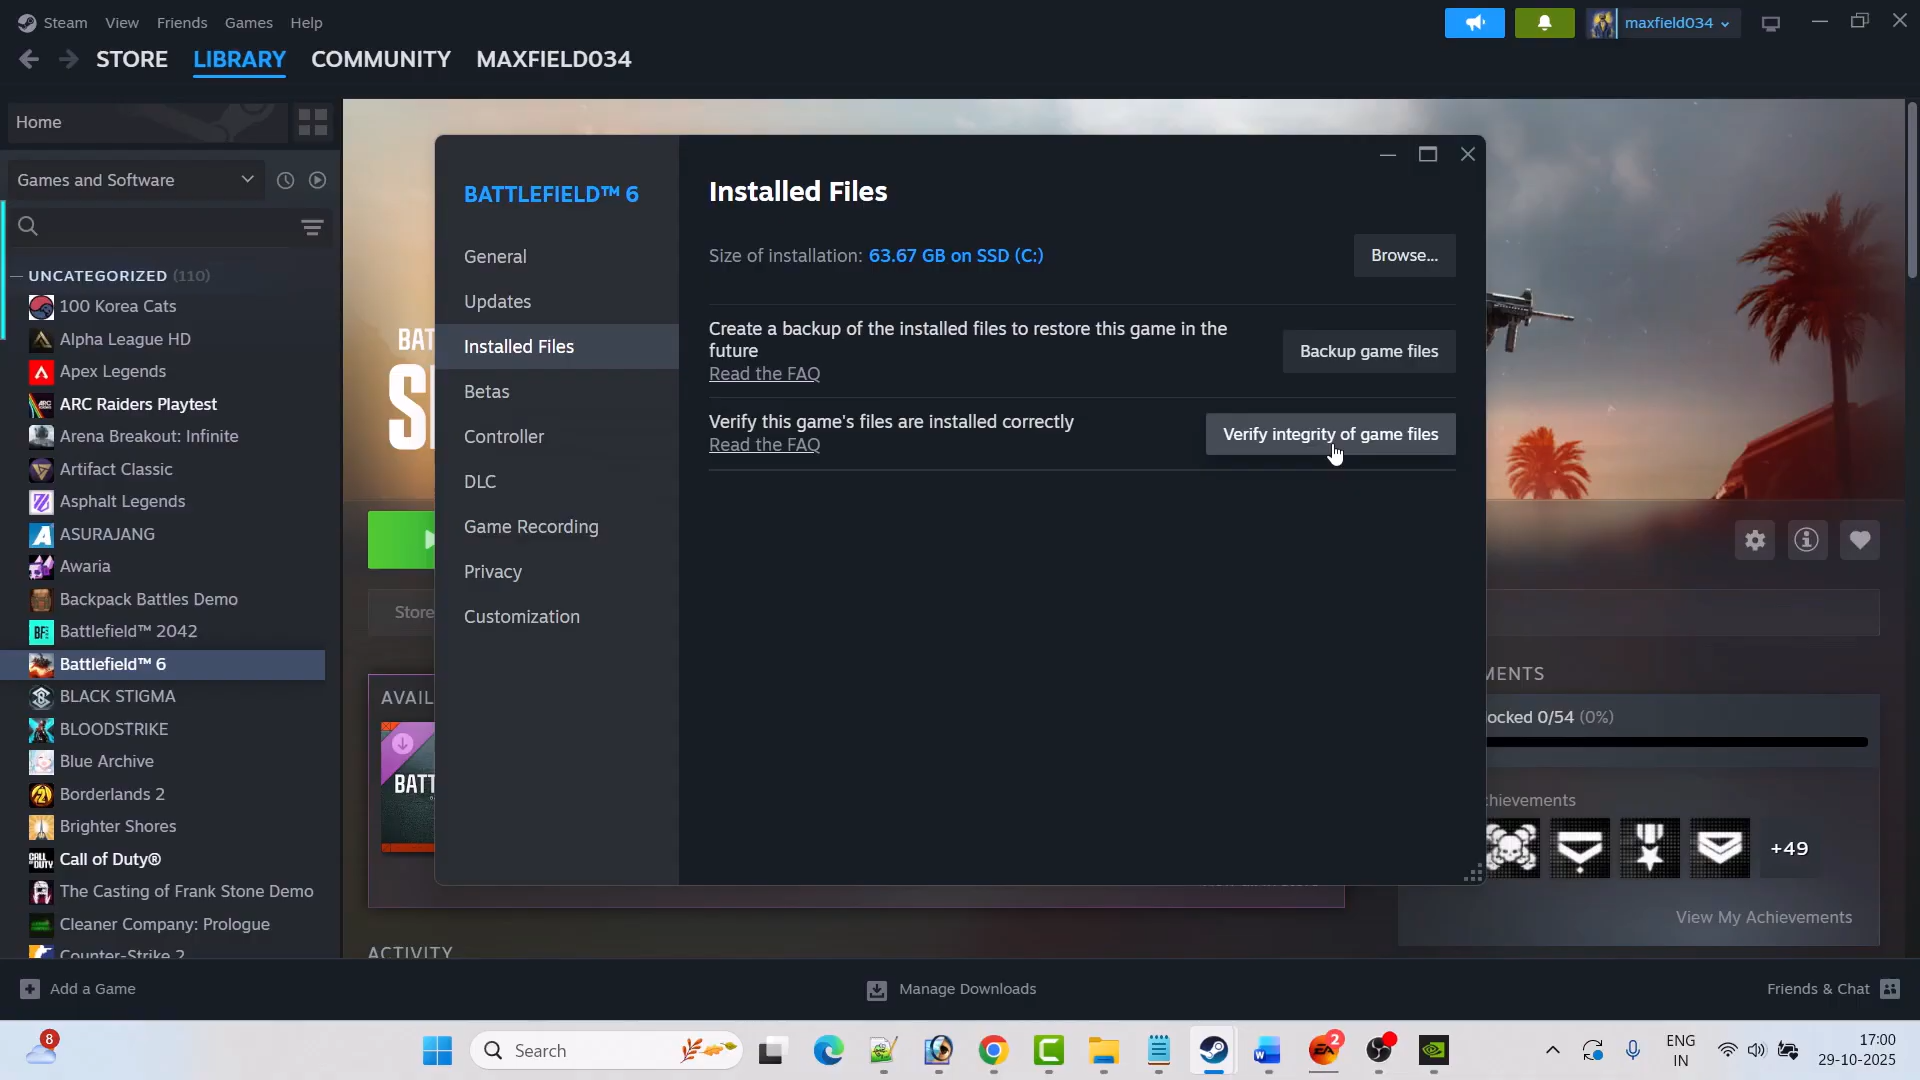 Steam View Friends Games Help
maxfield034
STORE LIBRARY COMMUNITY MAXFIELD034
Home
Games and Software
UNCATEGORIZED (110)
100 Korea Cats
Alpha League HD
Apex Legends
ARC Raiders Playtest
Arena Breakout: Infinite
Artifact Classic
Asphalt Legends
ASURAJANG
Awaria
Backpack Battles Demo
Battlefield™ 2042
Battlefield™ 6
BLACK STIGMA
BLOODSTRIKE
Blue Archive
Borderlands 2
Brighter Shores
Call of Duty®
The Casting of Frank Stone Demo
Cleaner Company: Prologue
Counter-Strike 2
BATTLEFIELD™ 6
General
Updates
Installed Files
Betas
Controller
DLC
Game Recording
Privacy
Customization
Installed Files
Size of installation: 63.67 GB on SSD (C:)
Browse...
Create a backup of the installed files to restore this game in the
future
Read the FAQ
Backup game files
Verify this game's files are installed correctly
Read the FAQ
Verify integrity of game files
BAT
S
Store
AVAIL
BATT
ACTIVITY
MENTS
ocked 0/54 (0%)
chievements
+49
View My Achievements
Add a Game
Manage Downloads
Friends & Chat
8
Search
2
ENG
IN
17:00
29-10-2025